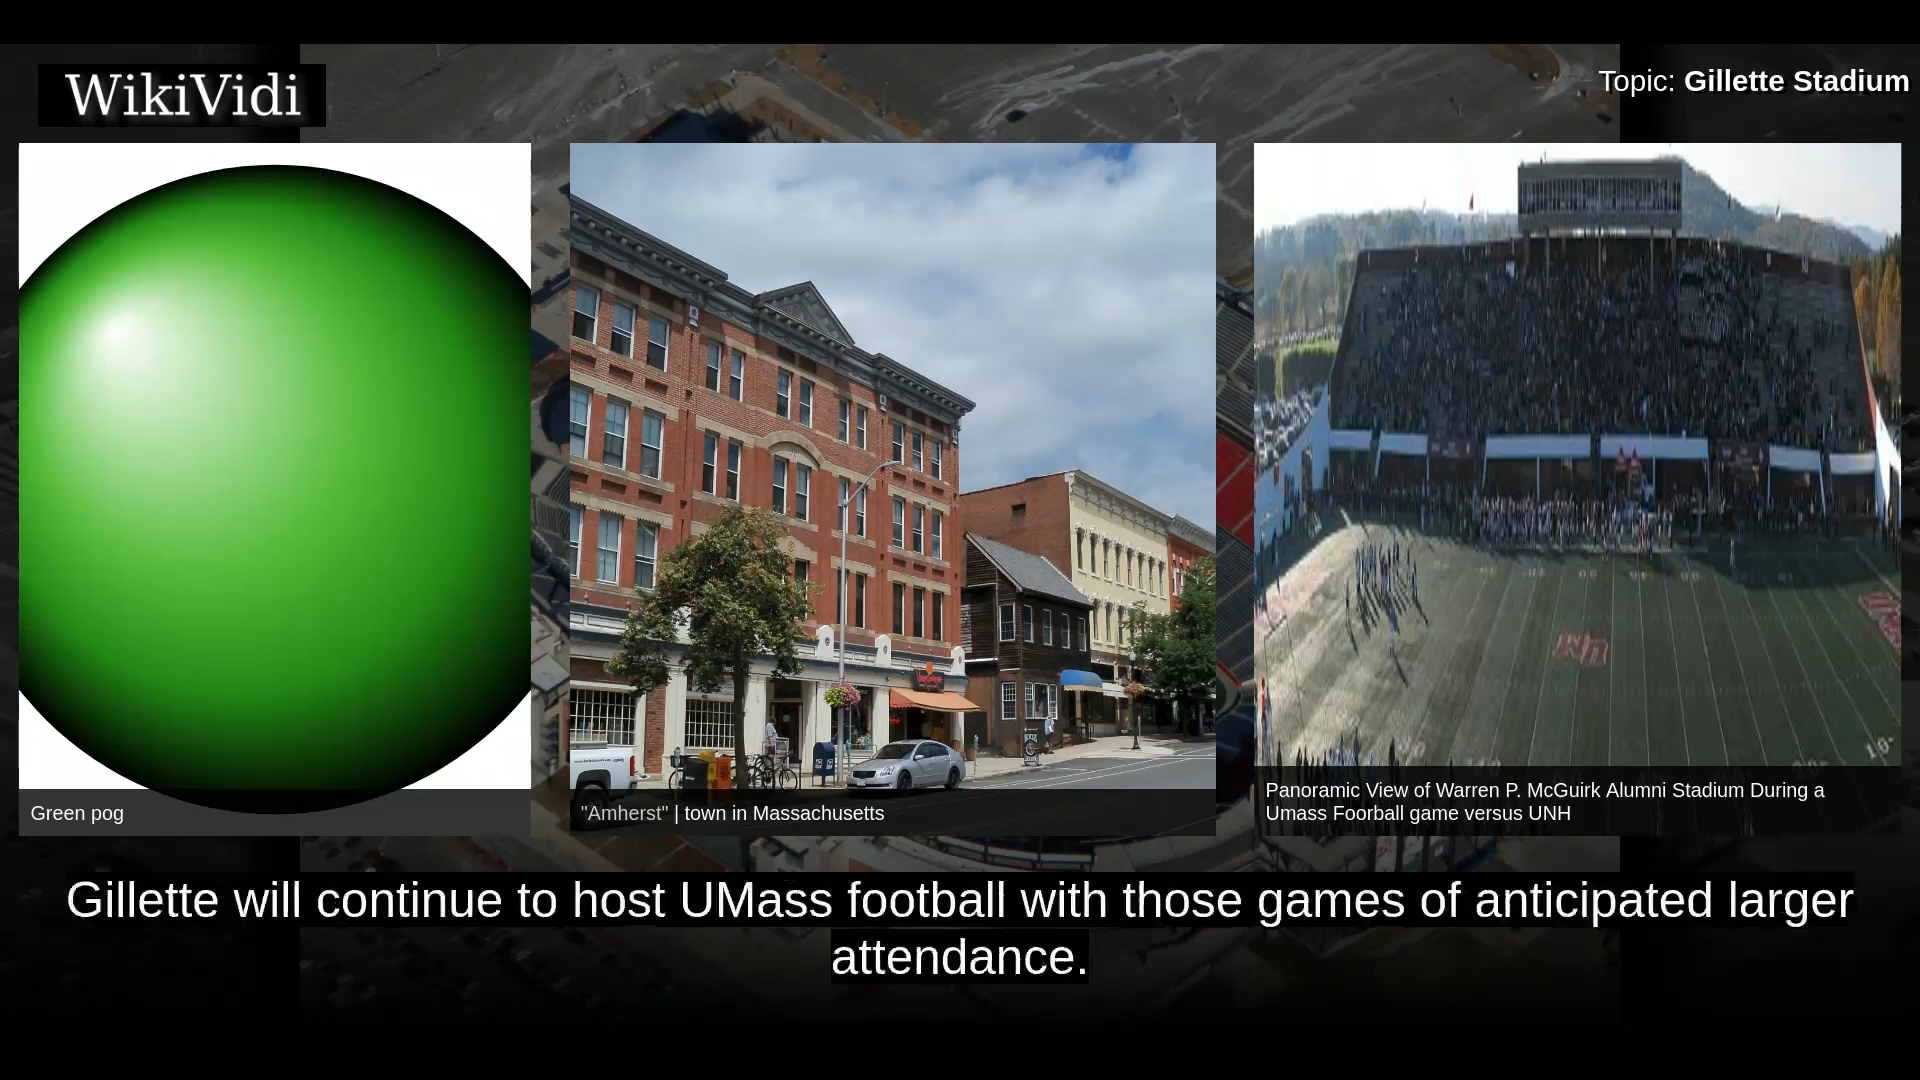 WikiVidi
Topic: Gillette Stadium
Green pog
"Amherst" | town in Massachusetts
Panoramic View of Warren P. McGuirk Alumni Stadium During a
Umass Foorball game versus UNH
Gillette will continue to host UMass football with those games of anticipated larger
attendance.